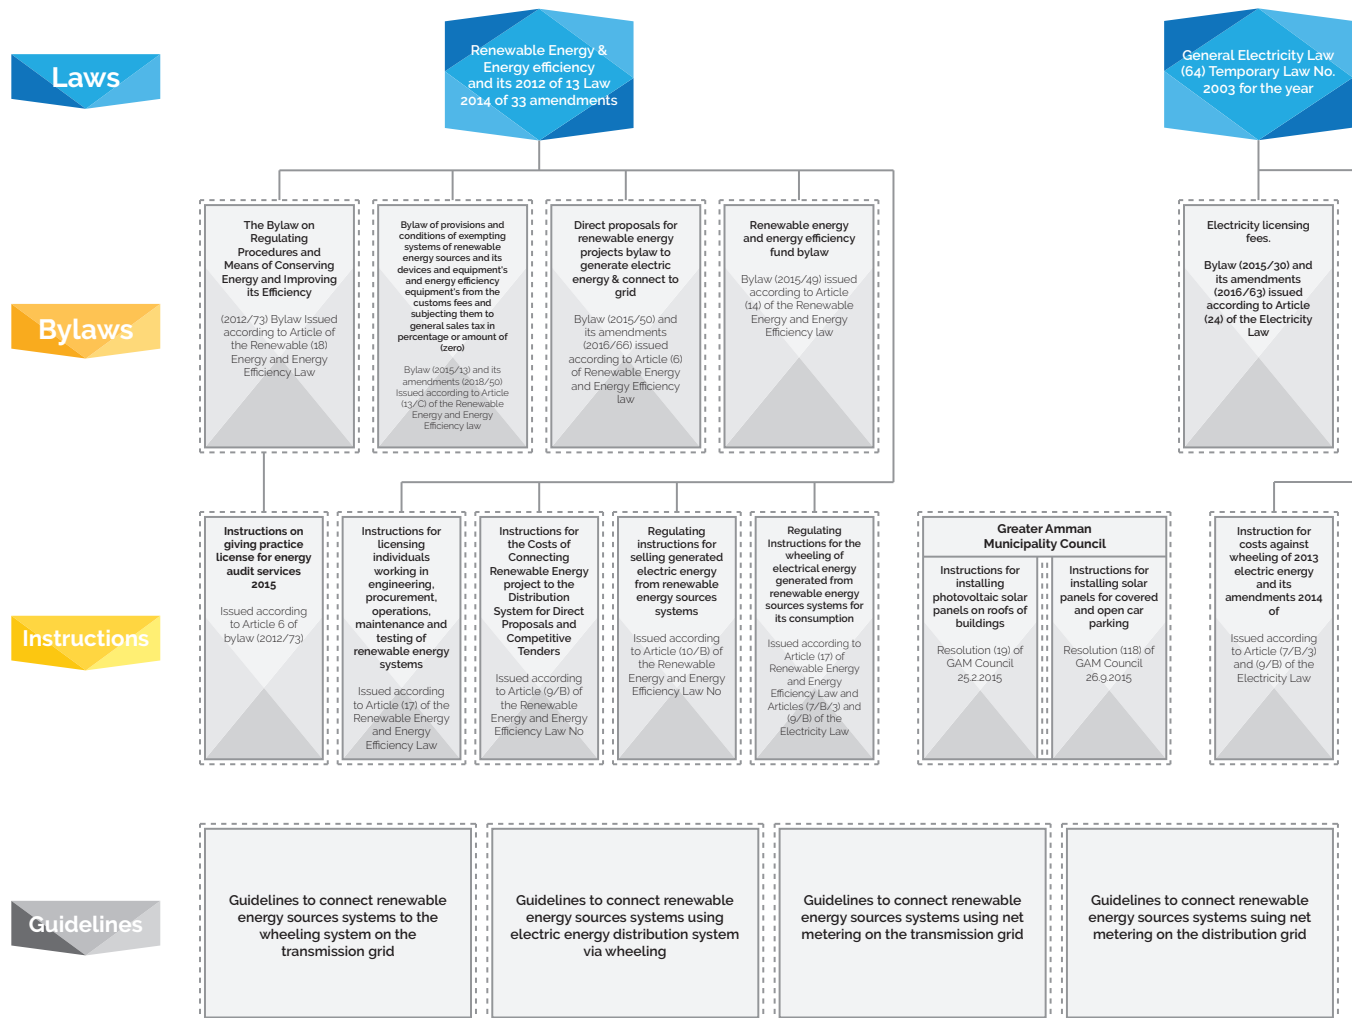 Laws
Renewable Energy &
Energy efficiency
and its 2012 of 13 Law
2014 of 33 amendments
General Electricity Law
(64) Temporary Law No.
2003 for the year
Bylaws
The Bylaw on
Regulating
Procedures and
Means of Conserving
Energy and Improving
its Efficiency
(2012/73) Bylaw Issued
according to Article of
the Renewable (18)
Energy and Energy
Efficiency Law
Bylaw of provisions and
conditions of exempting
systems of renewable
energy sources and its
devices and equipment's
and energy efficiency
equipment's from the
customs fees and
subjecting them to
general sales tax in
percentage or amount of
(zero)
Bylaw (2015/13) and its
amendments (2018/50)
Issued according to Article
(13/C) of the Renewable
Energy and Energy
Efficiency law
Direct proposals for
renewable energy
projects bylaw to
generate electric
energy & connect to
grid
Bylaw (2015/50) and
its amendments
(2016/66) issued
according to Article (6)
of Renewable Energy
and Energy Efficiency
law
Renewable energy
and energy efficiency
fund bylaw
Bylaw (2015/49) issued
according to Article
(14) of the Renewable
Energy and Energy
Efficiency law
Electricity licensing
fees.
Bylaw (2015/30) and
its amendments
(2016/63) issued
according to Article
(24) of the Electricity
Law
Instructions
Instructions on
giving practice
license for energy
audit services
2015
Issued according
to Article 6 of
bylaw (2012/73)
Instructions for
licensing
individuals
working in
engineering,
procurement,
operations,
maintenance and
testing of
renewable energy
systems
Issued according
to Article (17) of the
Renewable Energy
and Energy
Efficiency Law
Instructions for
the Costs of
Connecting
Renewable Energy
project to the
Distribution
System for Direct
Proposals and
Competitive
Tenders
Issued according
to Article (9/B) of
the Renewable
Energy and Energy
Efficiency Law No
Regulating
instructions for
selling generated
electric energy
from renewable
energy sources
systems
Issued according
to Article (10/B) of
the Renewable
Energy and Energy
Efficiency Law No
Regulating
Instructions for the
wheeling of
electrical energy
generated from
renewable energy
sources systems for
its consumption
Issued according to
Article (17) of
Renewable Energy
and Energy
Efficiency Law and
Articles (7/B/3) and
(9/B) of the
Electricity Law
Greater Amman
Municipality Council
Instructions for
installing
photovoltaic solar
panels on roofs of
buildings
Resolution (19) of
GAM Council
25.2.2015
Instructions for
installing solar
panels for covered
and open car
parking
Resolution (118) of
GAM Council
26.9.2015
Instruction for
costs against
wheeling of 2013
electric energy
and its
amendments 2014
of
Issued according
to Article (7/B/3)
and (9/B) of the
Electricity Law
Guidelines
Guidelines to connect renewable
energy sources systems to the
wheeling system on the
transmission grid
Guidelines to connect renewable
energy sources systems using
electric energy distribution system
via wheeling
Guidelines to connect renewable
energy sources systems using net
metering on the transmission grid
Guidelines to connect renewable
energy sources systems suing net
metering on the distribution grid